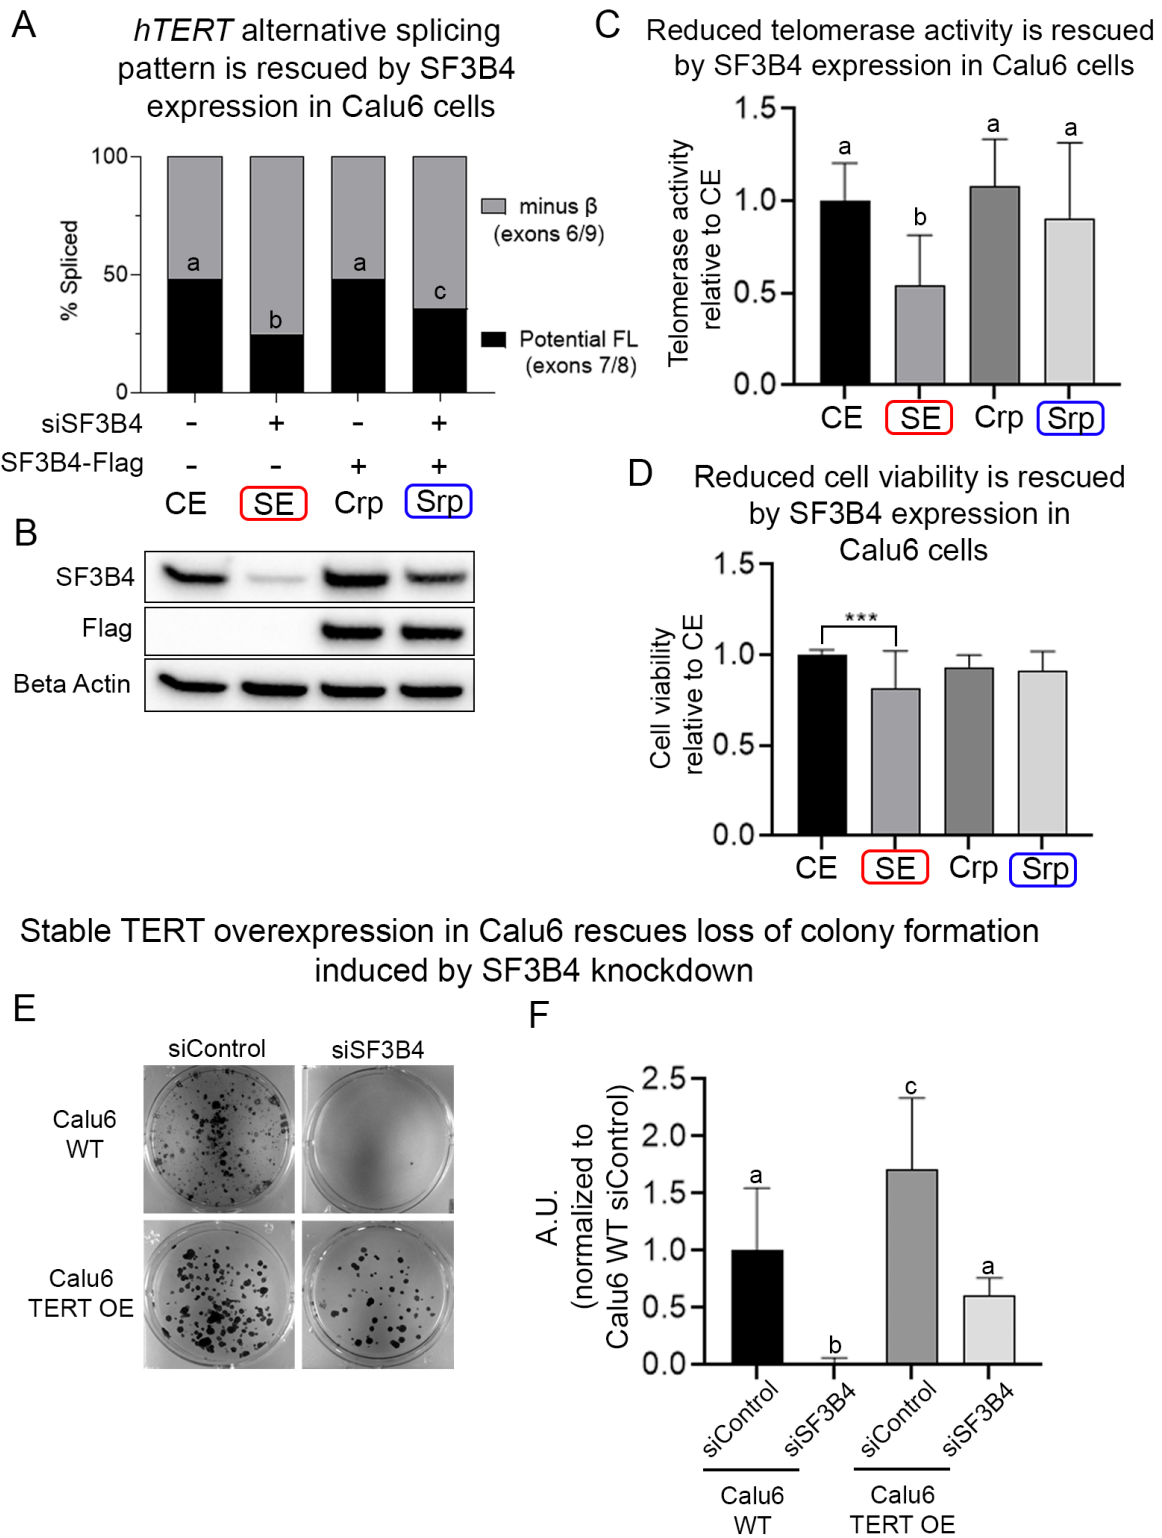 A
hTERT alternative splicing
pattern is rescued by SF3B4
expression in Calu6 cells
% Spliced
100
50
0
a
b
a
c
minus β
(exons 6/9)
Potential FL
(exons 7/8)
siSF3B4 - + - +
SF3B4-Flag - - + +
CE SE Crp Srp
B
SF3B4
Flag
Beta Actin
C
Reduced telomerase activity is rescued
by SF3B4 expression in Calu6 cells
Telomerase activity
relative to CE
1.5
1.0
0.5
0.0
a
b
a
a
CE SE Crp Srp
D
Reduced cell viability is rescued
by SF3B4 expression in
Calu6 cells
Cell viability
relative to CE
1.5
1.0
0.5
0.0
***
CE SE Crp Srp
Stable TERT overexpression in Calu6 rescues loss of colony formation
induced by SF3B4 knockdown
E
siControl siSF3B4
Calu6
WT
Calu6
TERT OE
F
A.U.
(normalized to
Calu6 WT siControl)
2.5
2.0
1.5
1.0
0.5
0.0
a
b
c
a
siControl
siSF3B4
siControl
siSF3B4
Calu6
WT
Calu6
TERT OE